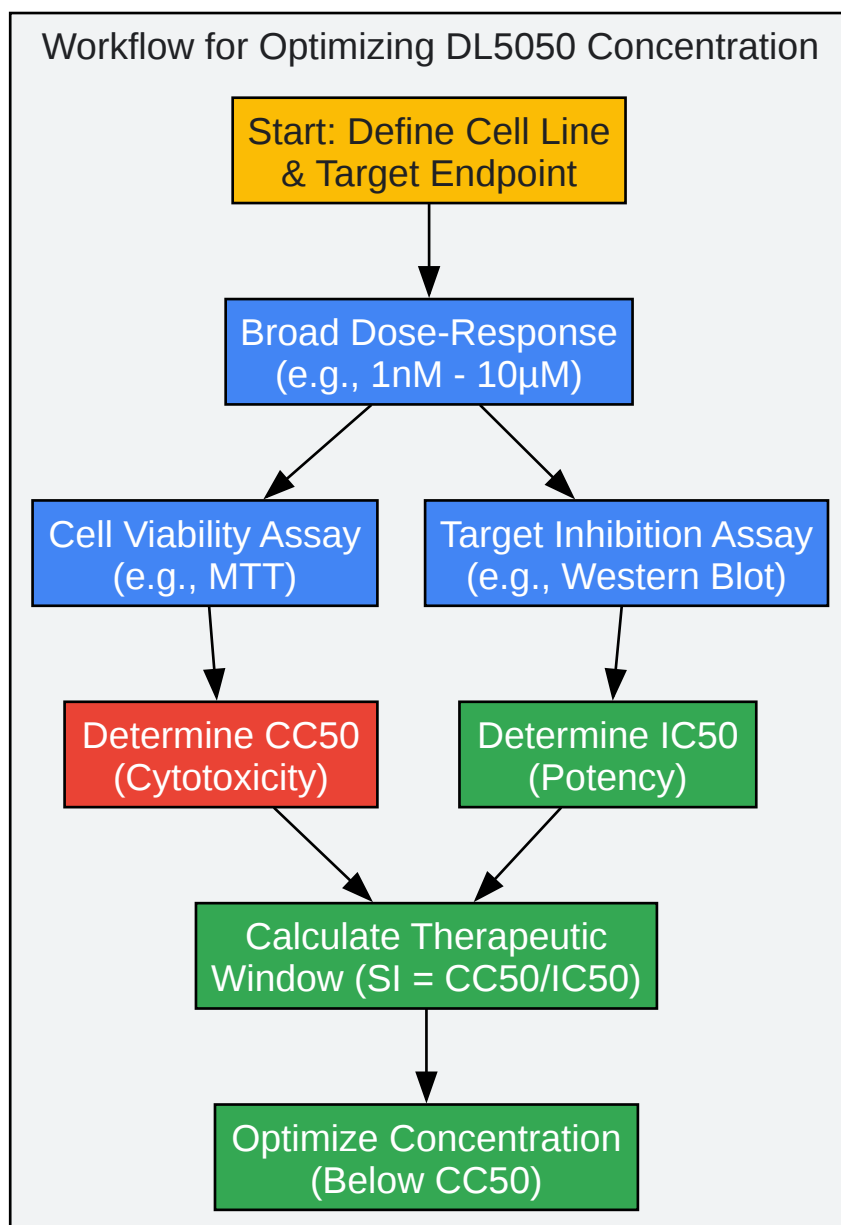 Workflow for Optimizing DL5050 Concentration
Start: Define Cell Line
& Target Endpoint
Broad Dose-Response
(e.g., 1nM - 10µM)
Cell Viability Assay
(e.g., MTT)
Target Inhibition Assay
(e.g., Western Blot)
Determine CC50
(Cytotoxicity)
Determine IC50
(Potency)
Calculate Therapeutic
Window (SI = CC50/IC50)
Optimize Concentration
(Below CC50)